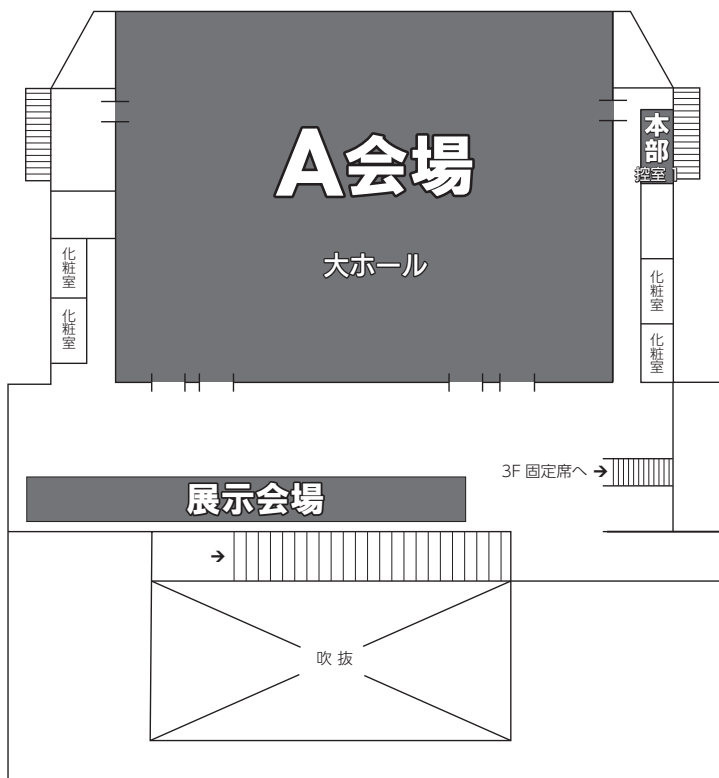 A会場
大ホール
本部
控室 1
化粧室
化粧室
化粧室
化粧室
3F 固定席へ →
展示会場
→
吹 抜